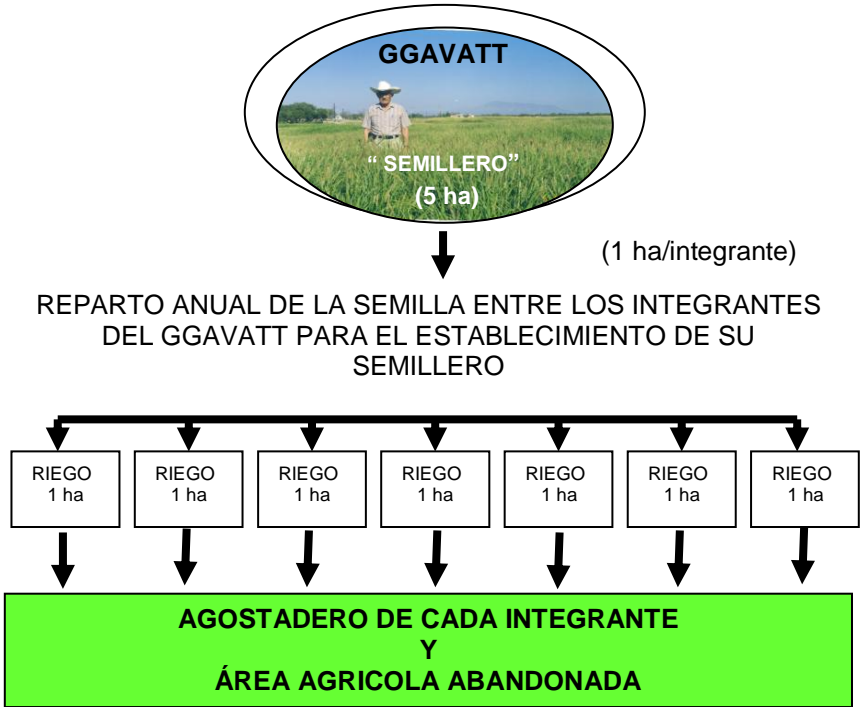 GGAVATT
“ SEMILLERO”
(5 ha)
(1 ha/integrante)
REPARTO ANUAL DE LA SEMILLA ENTRE LOS INTEGRANTES
DEL GGAVATT PARA EL ESTABLECIMIENTO DE SU
SEMILLERO
RIEGO
1 ha
RIEGO
1 ha
RIEGO
1 ha
RIEGO
1 ha
RIEGO
1 ha
RIEGO
1 ha
RIEGO
1 ha
AGOSTADERO DE CADA INTEGRANTE
Y
ÁREA AGRICOLA ABANDONADA